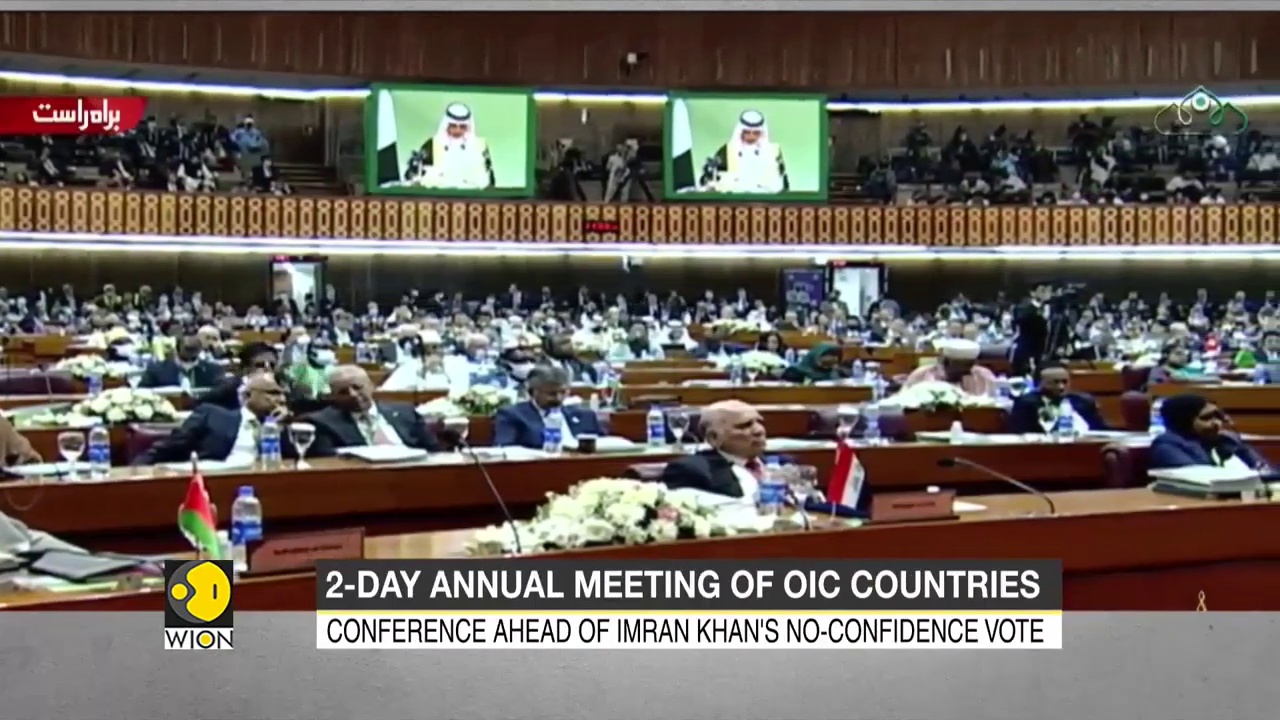 براہ راست
2-DAY ANNUAL MEETING OF OIC COUNTRIES
WION
CONFERENCE AHEAD OF IMRAN KHAN'S NO-CONFIDENCE VOTE